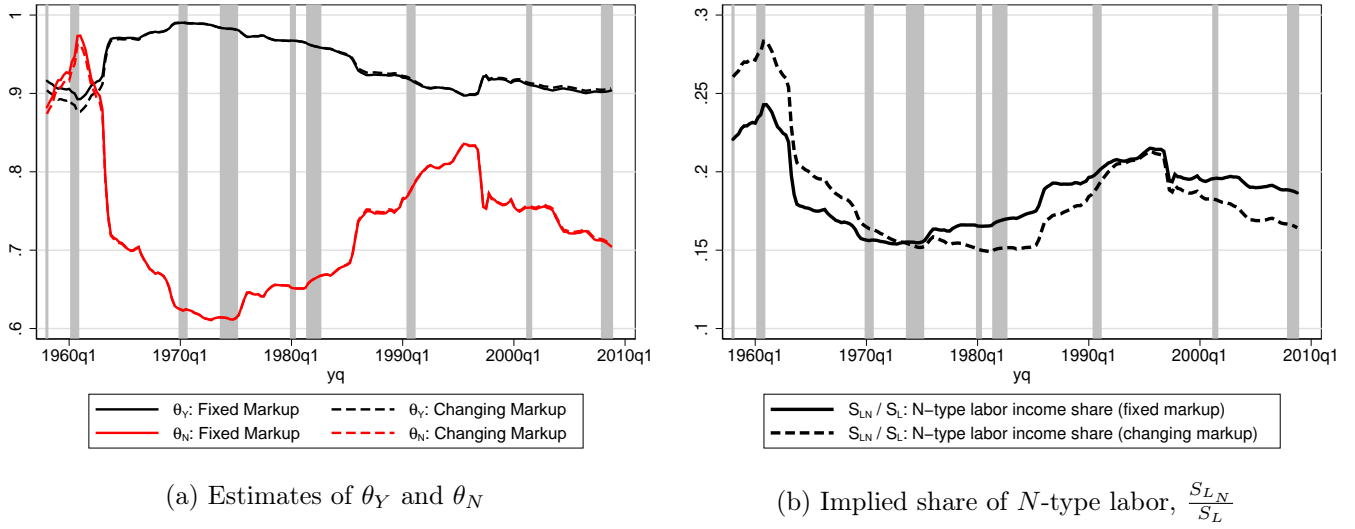 1
.9
.8
.7
.6
1960q1 1970q1 1980q1 1990q1 2000q1 2010q1
yq
θY: Fixed Markup θY: Changing Markup
θN: Fixed Markup θN: Changing Markup
(a) Estimates of θY and θN
.3
.25
.2
.15
.1
1960q1 1970q1 1980q1 1990q1 2000q1 2010q1
yq
SLN / SL: N−type labor income share (fixed markup)
SLN / SL: N−type labor income share (changing markup)
(b) Implied share of N-type labor, SLN/SL